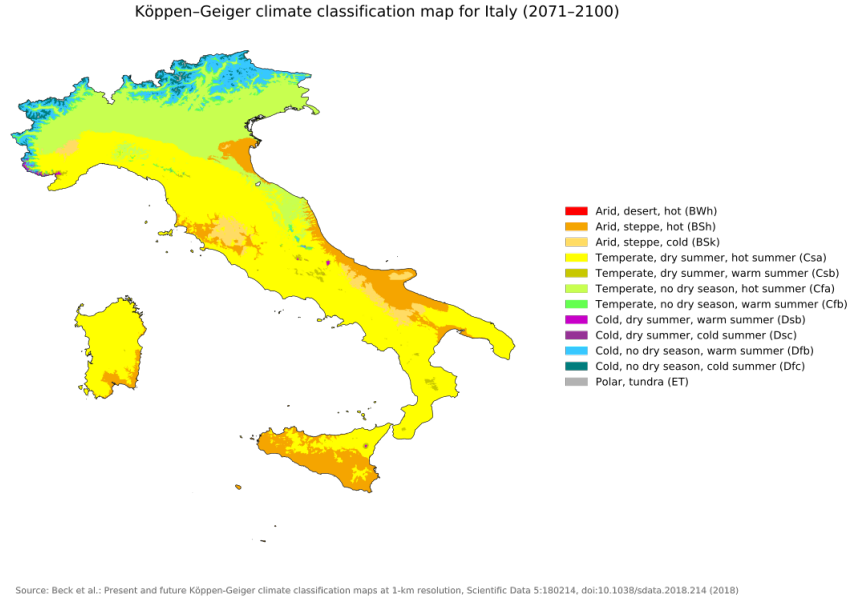 Köppen–Geiger climate classification map for Italy (2071–2100)
Arid, desert, hot (BWh)
Arid, steppe, hot (BSh)
Arid, steppe, cold (BSk)
Temperate, dry summer, hot summer (Csa)
Temperate, dry summer, warm summer (Csb)
Temperate, no dry season, hot summer (Cfa)
Temperate, no dry season, warm summer (Cfb)
Cold, dry summer, warm summer (Dsb)
Cold, dry summer, cold summer (Dsc)
Cold, no dry season, warm summer (Dfb)
Cold, no dry season, cold summer (Dfc)
Polar, tundra (ET)
Source: Beck et al.: Present and future Köppen-Geiger climate classification maps at 1-km resolution, Scientific Data 5:180214, doi:10.1038/sdata.2018.214 (2018)